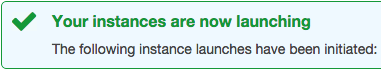 Your instances are now launching
The following instance launches have been initiated: